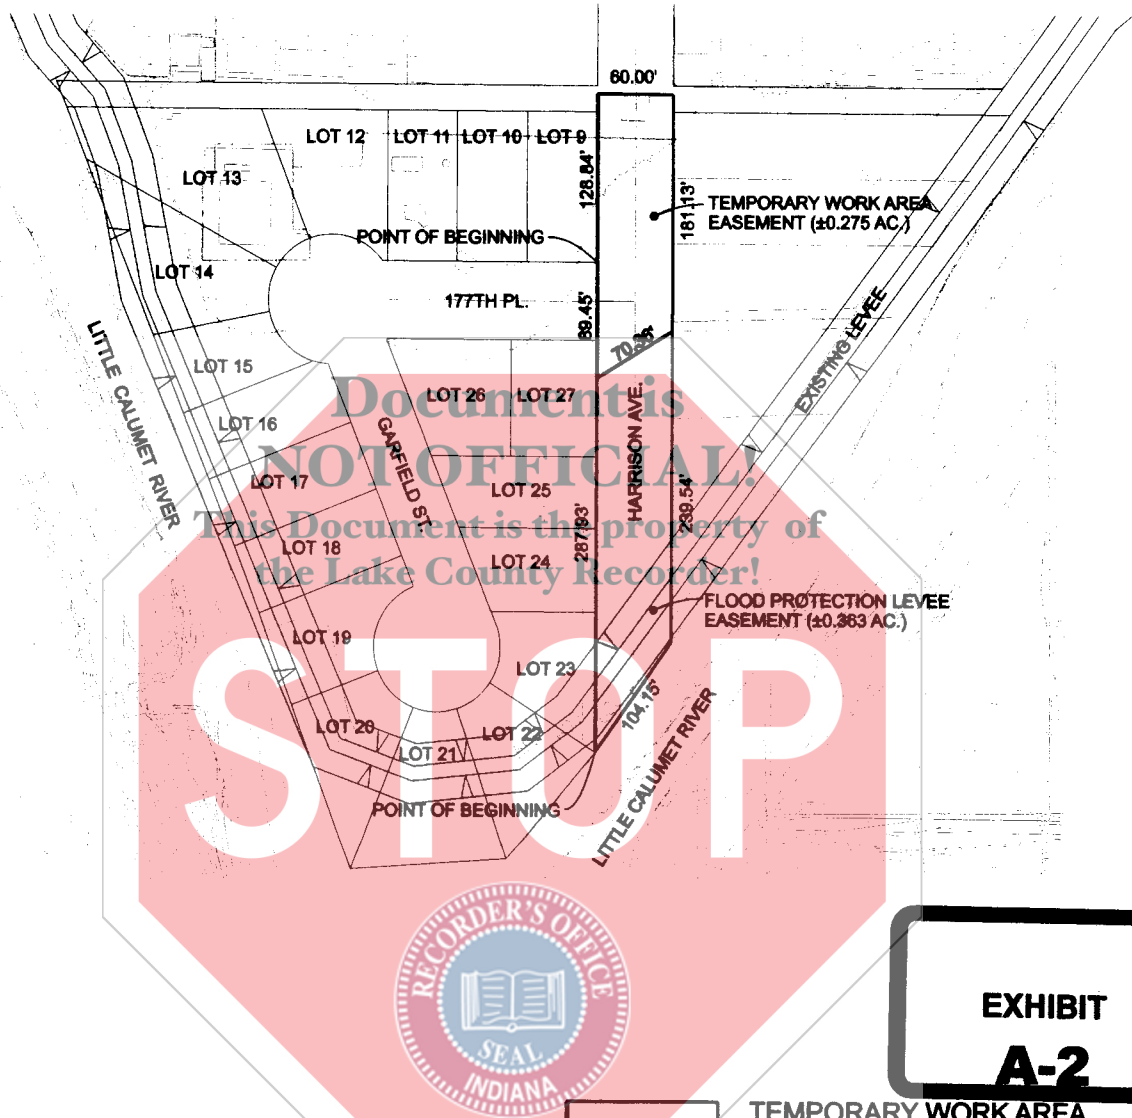 60.00'
LOT 12
LOT 11
LOT 10
LOT 9
128.84'
LOT 13
181.13'
TEMPORARY WORK AREA
EASEMENT (±0.275 AC.)
POINT OF BEGINNING
LOT 14
177TH PL.
89.45'
LITTLE CALUMET RIVER
EXISTING LEVEE
LOT 15
LOT 26
LOT 27
HARRISON AVE.
LOT 16
GARFIELD ST.
Document is
NOT OFFICIAL!
This Document is the property of
the Lake County Recorder!
LOT 17
LOT 25
239.54'
287.93'
LOT 18
LOT 24
FLOOD PROTECTION LEVEE
EASEMENT (±0.363 AC.)
LOT 19
STOP
LOT 23
104.15'
LOT 20
LOT 21
LOT 22
POINT OF BEGINNING
LITTLE CALUMET RIVER
RECORDER'S OFFICE
SEAL
INDIANA
EXHIBIT
A-2
TEMPORARY WORK AREA